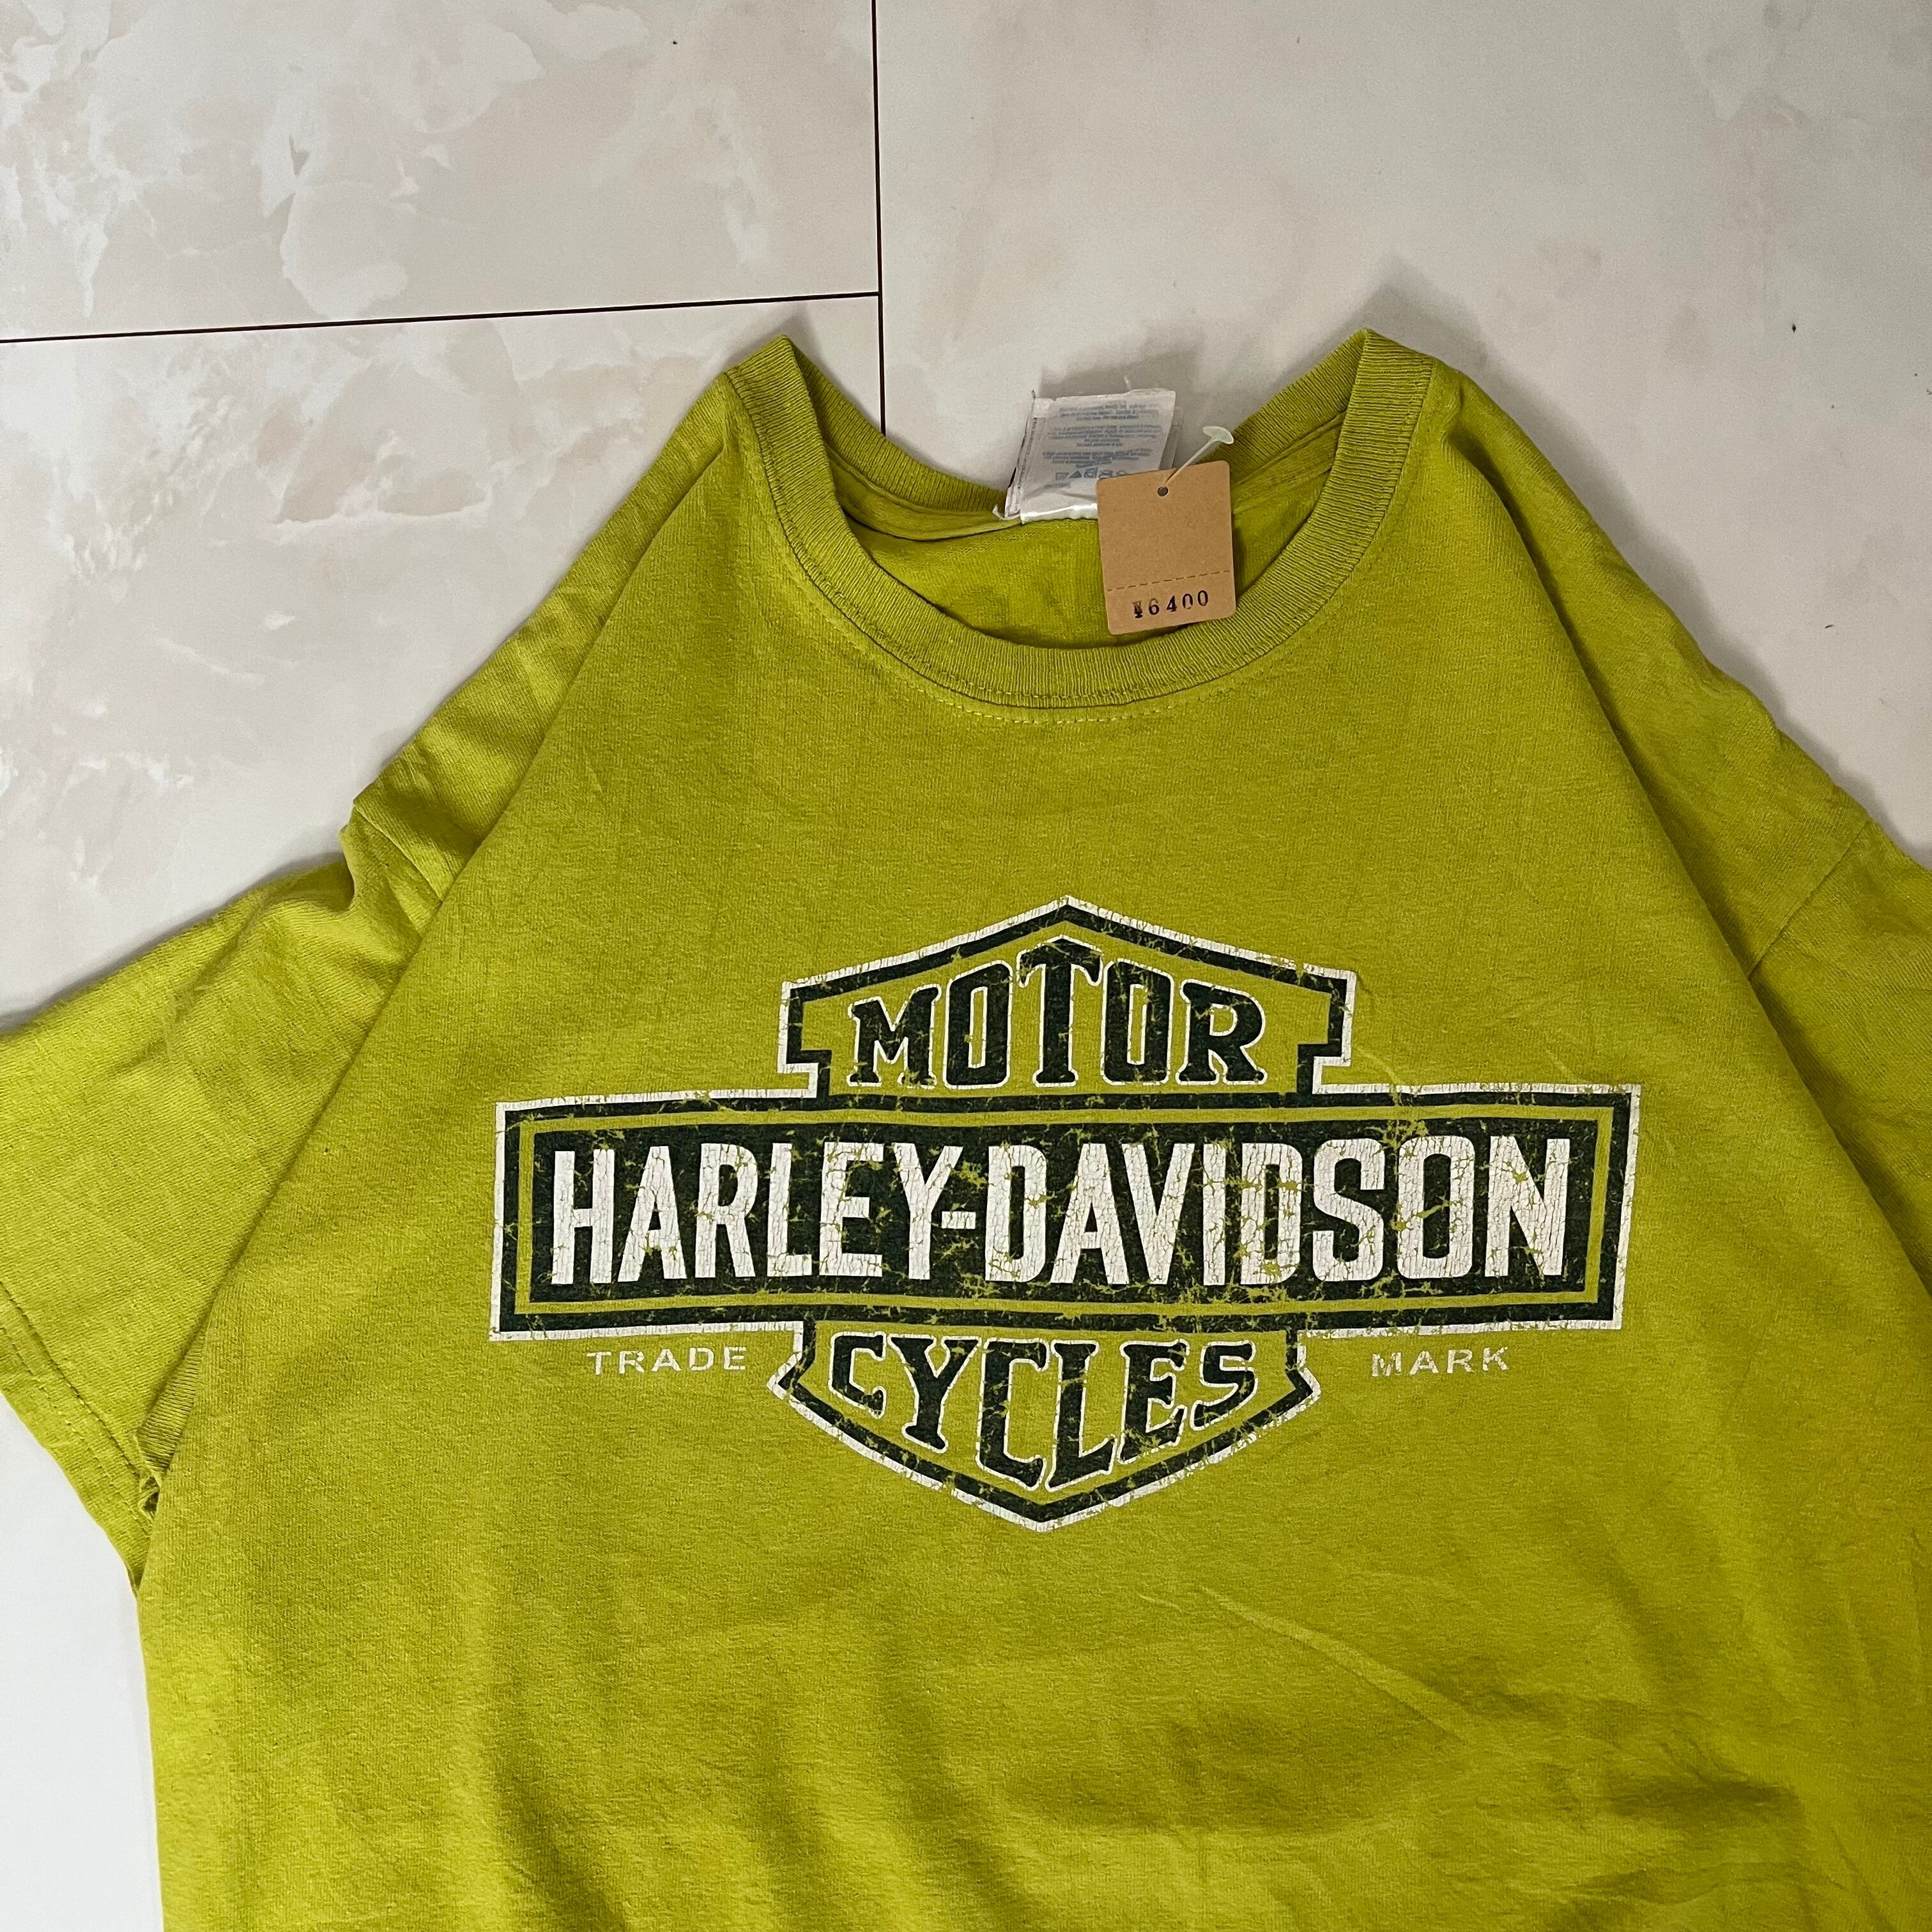 ¥6400
MOTOR
HARLEY-DAVIDSON
TRADE MARK
CYCLES